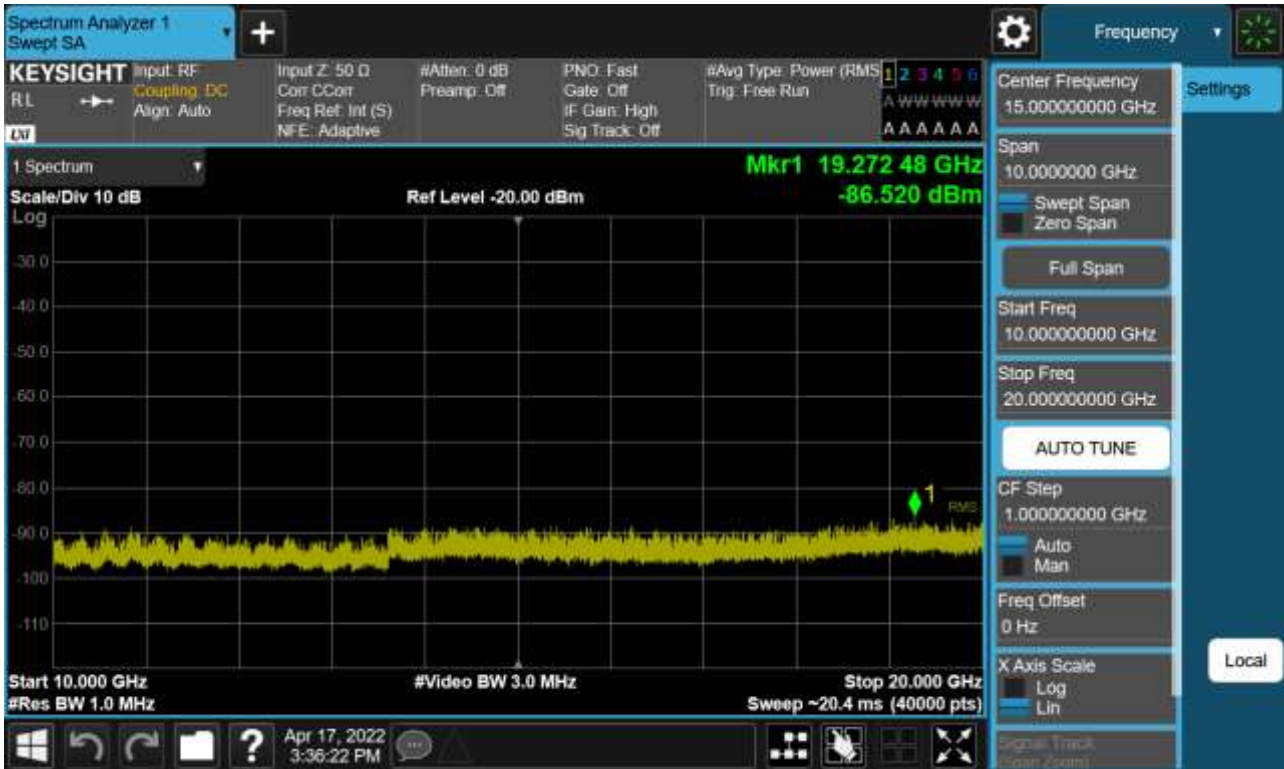 Spectrum Analyzer 1
Swept SA
+
Frequency
KEYSIGHT
RL
LXI
Input: RF
Coupling: DC
Align: Auto
Input Z: 50 Ω
Corr CCorr
Freq Ref: Int (S)
NFE: Adaptive
#Atten: 0 dB
Preamp: Off
PNO: Fast
Gate: Off
IF Gain: High
Sig Track: Off
#Avg Type: Power (RMS
Trig: Free Run
1 2 3 4 5 6
A W W W W W
A A A A A A
1 Spectrum
Scale/Div 10 dB
Ref Level -20.00 dBm
Mkr1 19.272 48 GHz
-86.520 dBm
Log
-30.0
-40.0
-50.0
-60.0
-70.0
-80.0
-90.0
-100
-110
1
RMS
Start 10.000 GHz
#Video BW 3.0 MHz
Stop 20.000 GHz
#Res BW 1.0 MHz
Sweep ~20.4 ms (40000 pts)
Center Frequency
15.000000000 GHz
Span
10.0000000 GHz
Swept Span
Zero Span
Full Span
Start Freq
10.000000000 GHz
Stop Freq
20.000000000 GHz
AUTO TUNE
CF Step
1.000000000 GHz
Auto
Man
Freq Offset
0 Hz
X Axis Scale
Log
Lin
Signal Track
(Span Zoom)
Settings
Local
?
Apr 17, 2022
3:36:22 PM